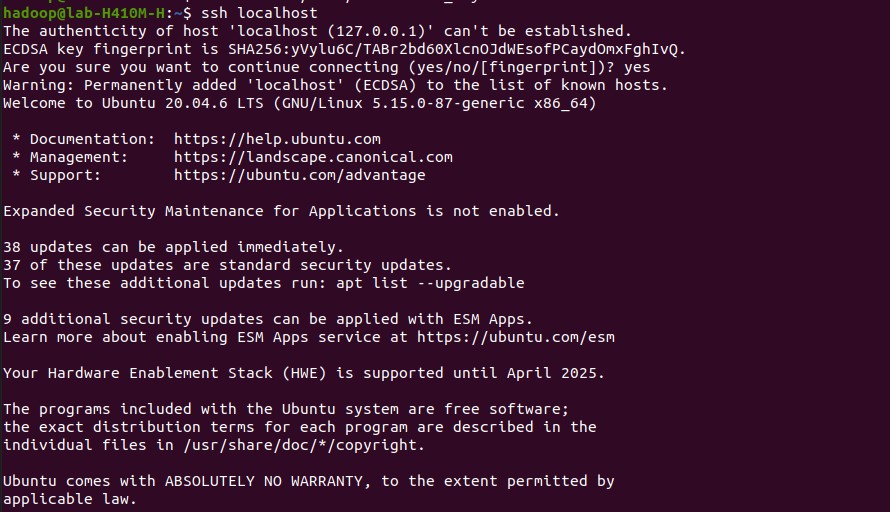 hadoop@lab-H410M-H:~$ ssh localhost
The authenticity of host 'localhost (127.0.0.1)' can't be established.
ECDSA key fingerprint is SHA256:yVylu6C/TABr2bd60XlcnOJdWEsofPCaydOmxFghIvQ.
Are you sure you want to continue connecting (yes/no/[fingerprint])? yes
Warning: Permanently added 'localhost' (ECDSA) to the list of known hosts.
Welcome to Ubuntu 20.04.6 LTS (GNU/Linux 5.15.0-87-generic x86_64)

 * Documentation:  https://help.ubuntu.com
 * Management:     https://landscape.canonical.com
 * Support:        https://ubuntu.com/advantage

Expanded Security Maintenance for Applications is not enabled.

38 updates can be applied immediately.
37 of these updates are standard security updates.
To see these additional updates run: apt list --upgradable

9 additional security updates can be applied with ESM Apps.
Learn more about enabling ESM Apps service at https://ubuntu.com/esm

Your Hardware Enablement Stack (HWE) is supported until April 2025.

The programs included with the Ubuntu system are free software;
the exact distribution terms for each program are described in the
individual files in /usr/share/doc/*/copyright.

Ubuntu comes with ABSOLUTELY NO WARRANTY, to the extent permitted by
applicable law.